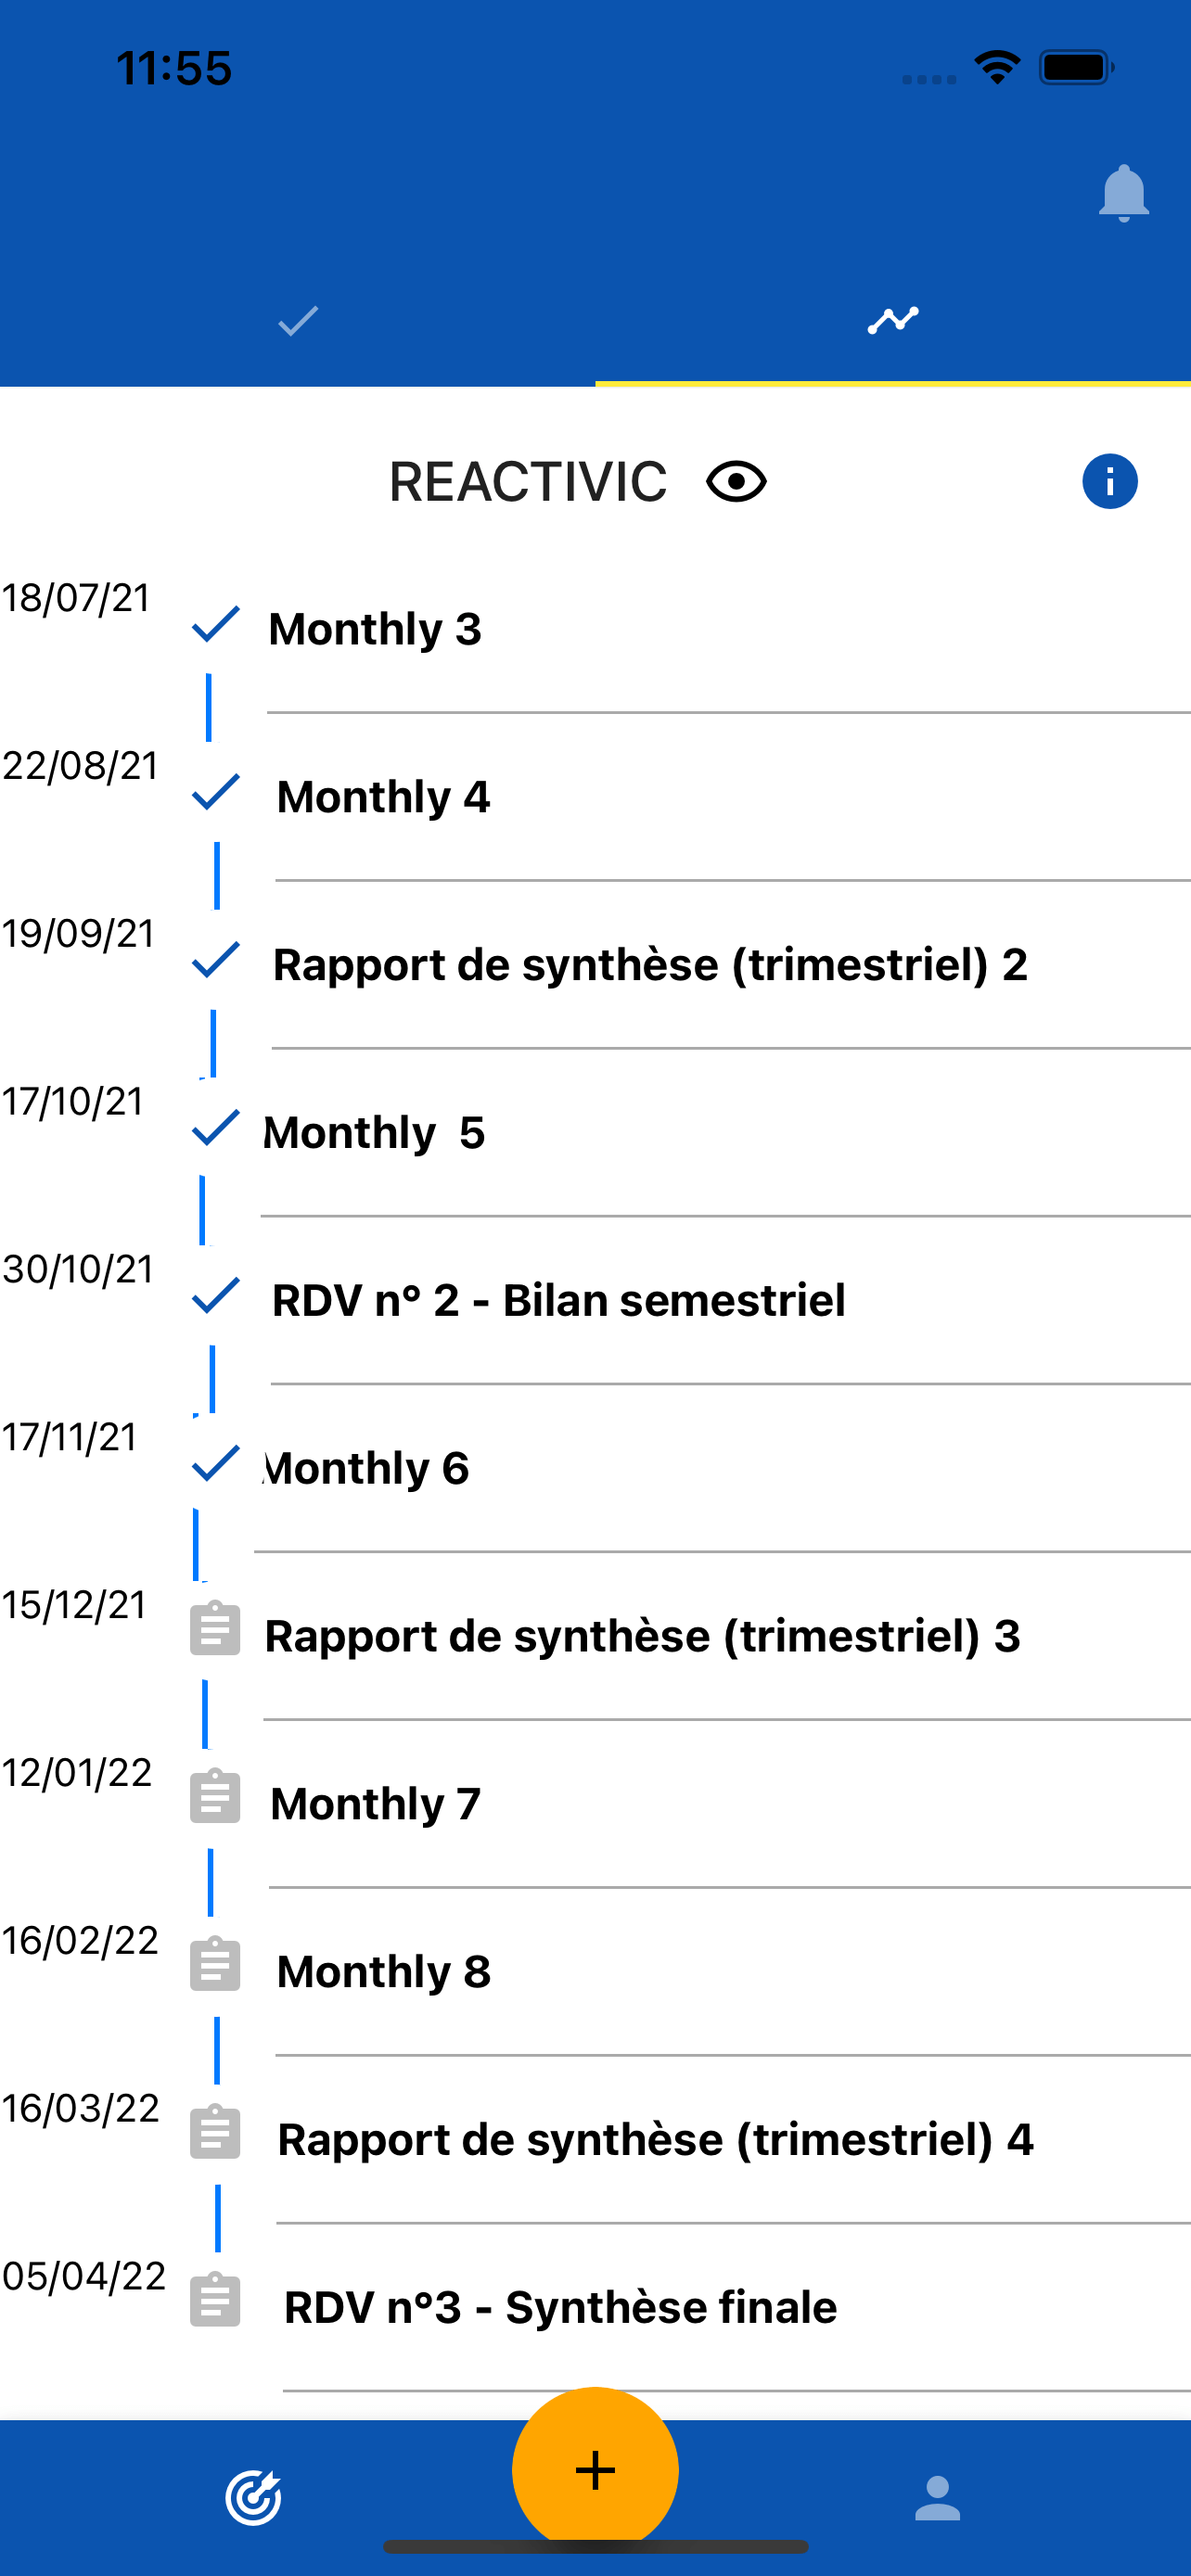 11:55
REACTIVIC
18/07/21
Monthly 3
22/08/21
Monthly 4
19/09/21
Rapport de synthèse (trimestriel) 2
17/10/21
Monthly  5
30/10/21
RDV n° 2 - Bilan semestriel
17/11/21
Monthly 6
15/12/21
Rapport de synthèse (trimestriel) 3
12/01/22
Monthly 7
16/02/22
Monthly 8
16/03/22
Rapport de synthèse (trimestriel) 4
05/04/22
RDV n°3 - Synthèse finale